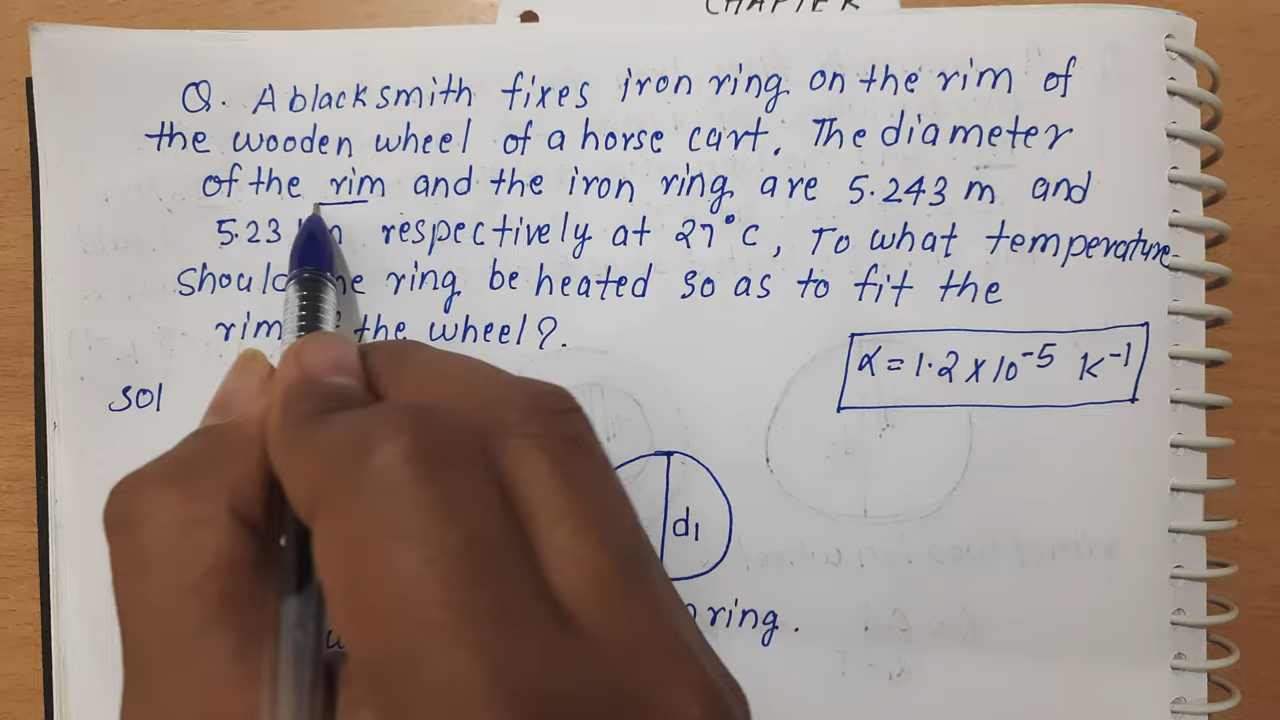 CHAPTER
Q. A blacksmith fixes iron ring on the rim of
the wooden wheel of a horse cart. The diameter
of the rim and the iron ring are 5.243 m and
5.23 respectively at 27°C, To what temperature
should ring be heated so as to fit the
rim the wheel?.
α = 1.2 x 10⁻⁵ K⁻¹
sol
d1
ring.